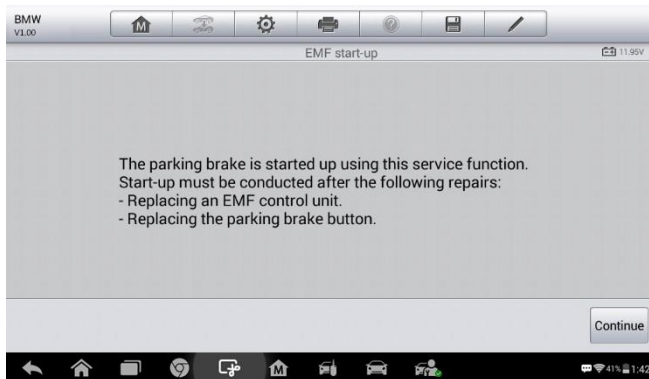 BMW
V1.00
M
EMF start-up
11.95V
The parking brake is started up using this service function.
Start-up must be conducted after the following repairs:
- Replacing an EMF control unit.
- Replacing the parking brake button.
Continue
M
41% 1:42